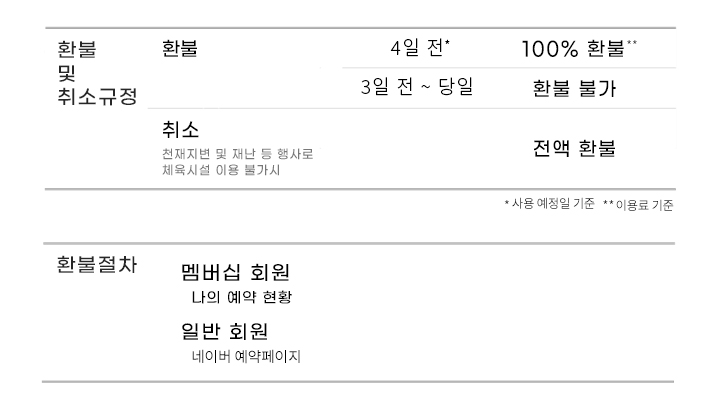 환불
및
취소규정
환불
4일 전*
100% 환불**
3일 전 ~ 당일
환불 불가
취소
천재지변 및 재난 등 행사로
체육시설 이용 불가시
전액 환불
* 사용 예정일 기준 ** 이용료 기준
환불절차
멤버십 회원
나의 예약 현황
일반 회원
네이버 예약페이지